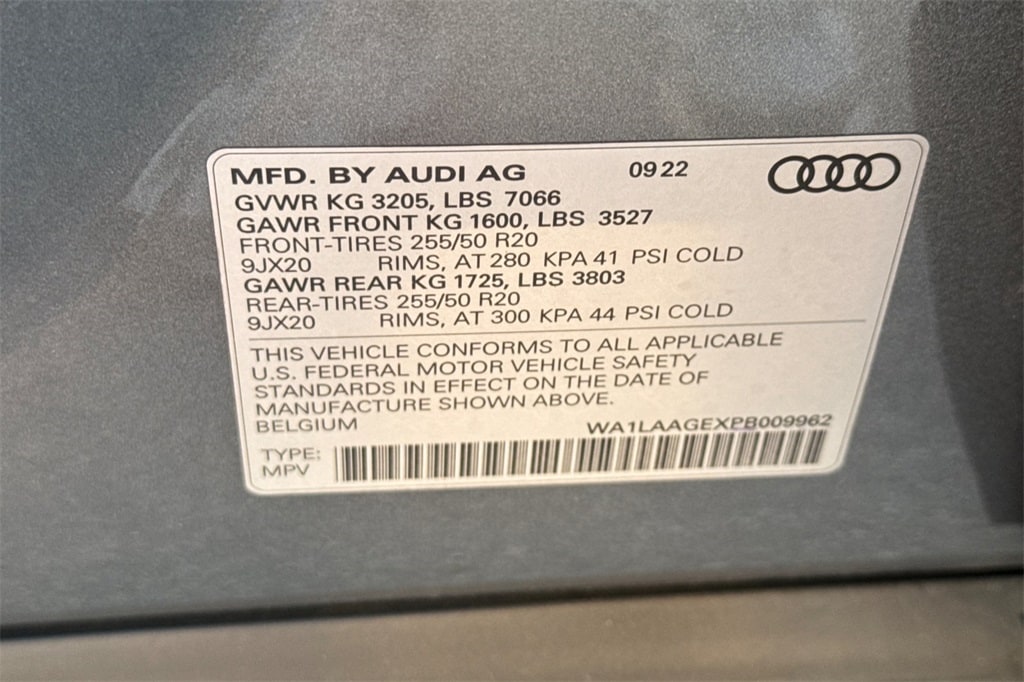 MFD. BY AUDI AG 09 22
GVWR KG 3205, LBS 7066
GAWR FRONT KG 1600, LBS 3527
FRONT-TIRES 255/50 R20
9JX20 RIMS, AT 280 KPA 41 PSI COLD
GAWR REAR KG 1725, LBS 3803
REAR-TIRES 255/50 R20
9JX20 RIMS, AT 300 KPA 44 PSI COLD
THIS VEHICLE CONFORMS TO ALL APPLICABLE
U.S. FEDERAL MOTOR VEHICLE SAFETY
STANDARDS IN EFFECT ON THE DATE OF
MANUFACTURE SHOWN ABOVE.
BELGIUM WA1LAAGEXPB009962
TYPE:
MPV